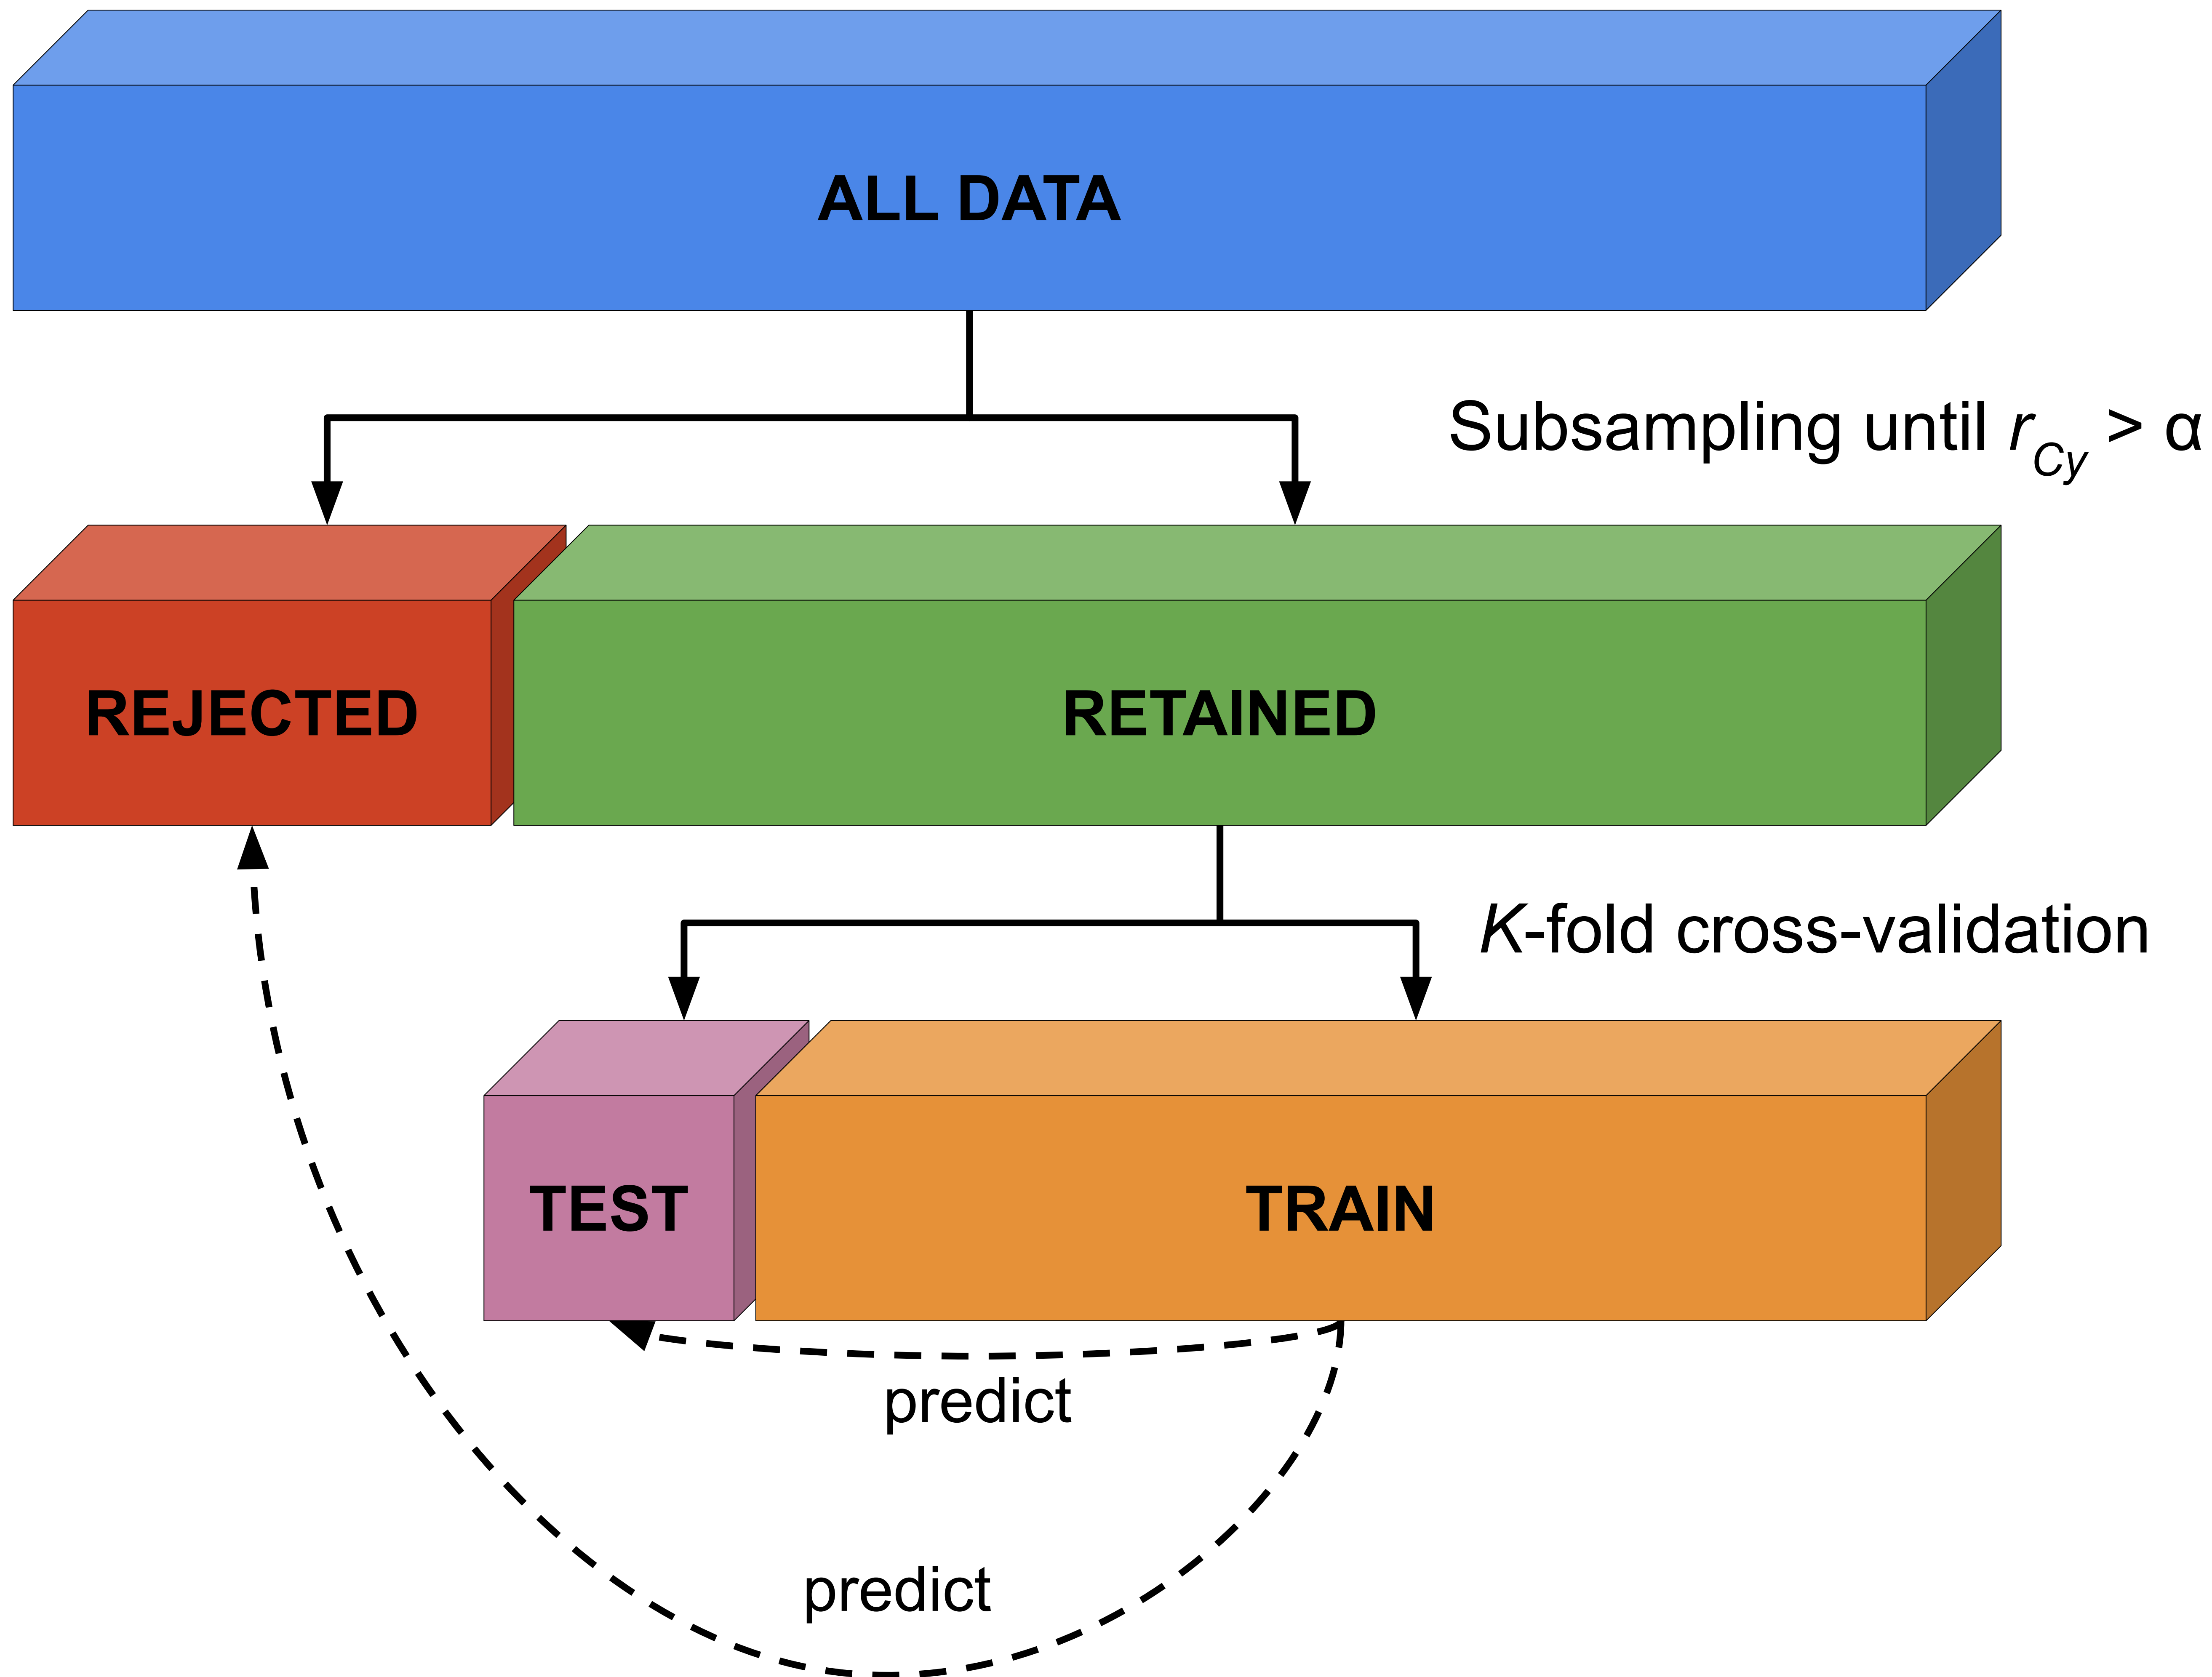 ALL DATA
Subsampling until r_Cy > α
REJECTED
RETAINED
K-fold cross-validation
TEST
TRAIN
predict
predict